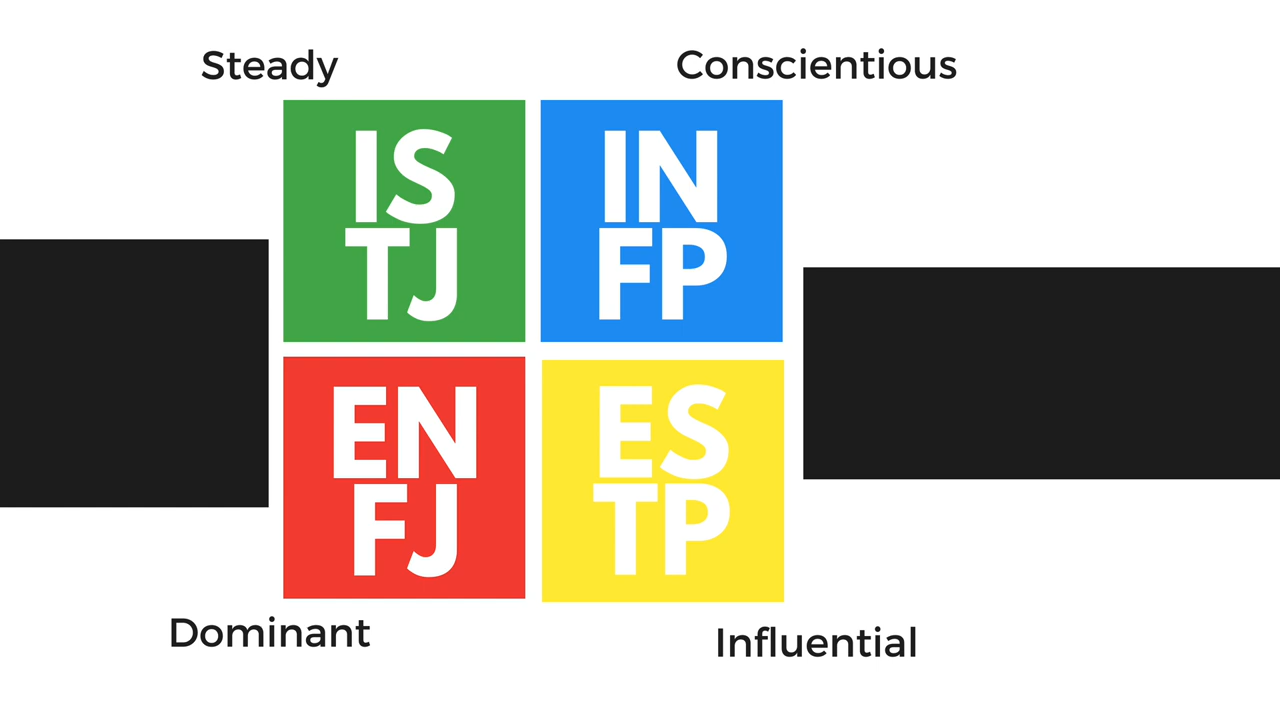 Steady
Conscientious
IS
TJ
IN
FP
EN
FJ
ES
TP
Dominant
Influential